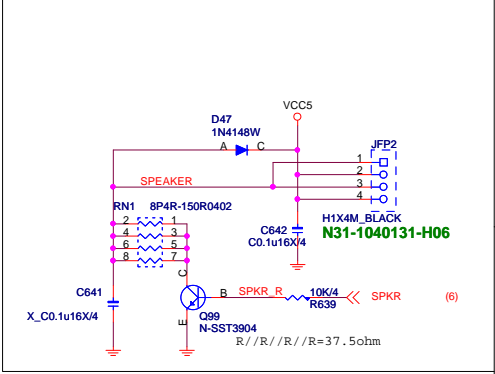 VCC5
D47
1N4148W
A C
JFP2
1
2
3
4
SPEAKER
RN1 8P4R-150R0402
2 1
4 3
6 5
8 7
H1X4M_BLACK
N31-1040131-H06
C642
C0.1u16X/4
C
C641
X_C0.1u16X/4
B
SPKR_R
10K/4
R639
SPKR
(6)
E
Q99
N-SST3904
R//R//R//R=37.5ohm